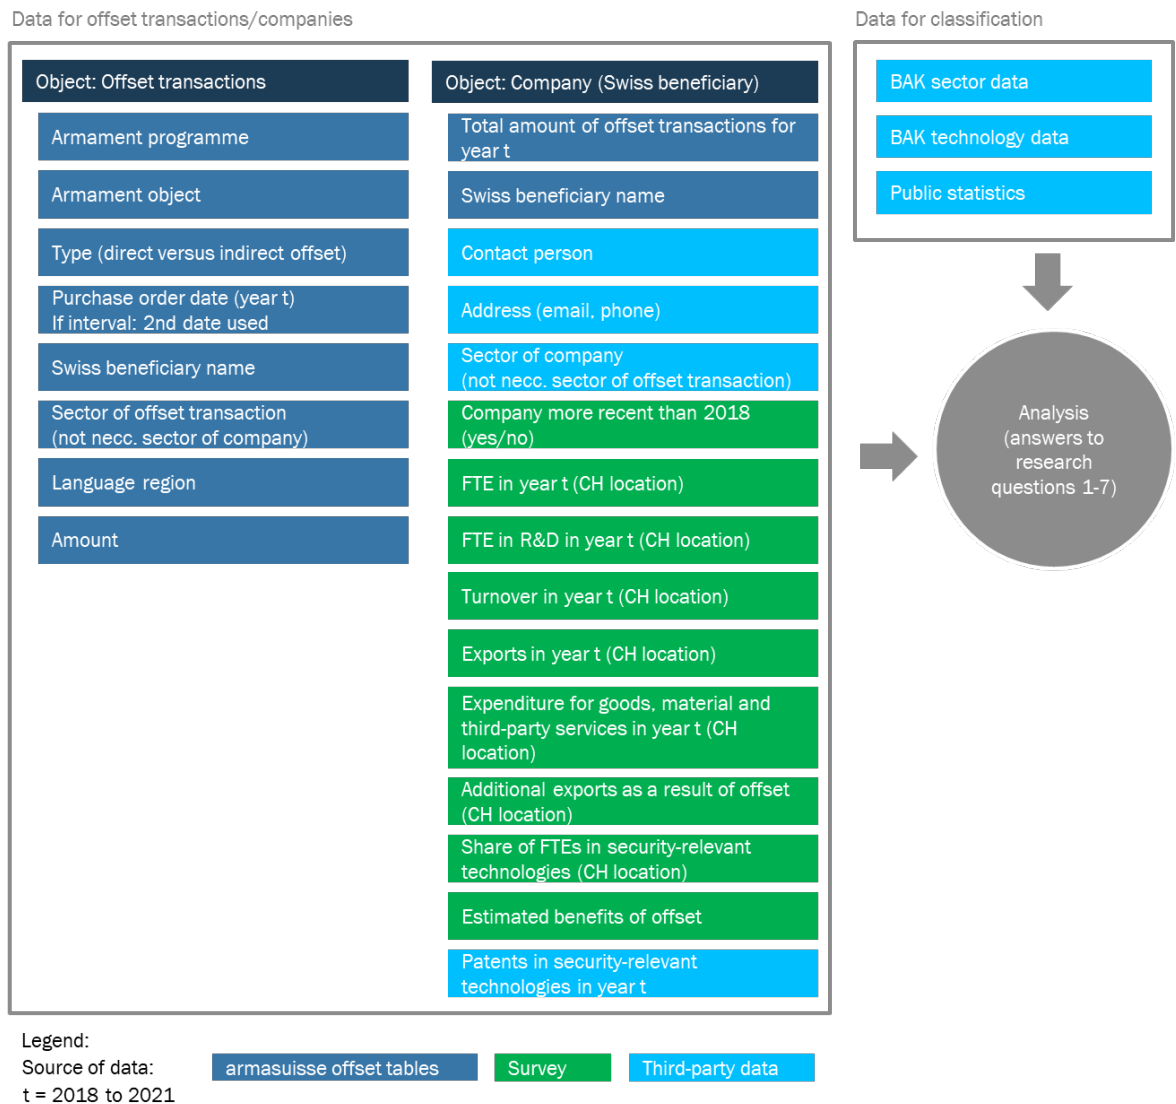 Data for offset transactions/companies
Object: Offset transactions
Armament programme
Armament object
Type (direct versus indirect offset)
Purchase order date (year t)
If interval: 2nd date used
Swiss beneficiary name
Sector of offset transaction
(not necc. sector of company)
Language region
Amount
Object: Company (Swiss beneficiary)
Total amount of offset transactions for
year t
Swiss beneficiary name
Contact person
Address (email, phone)
Sector of company
(not necc. sector of offset transaction)
Company more recent than 2018
(yes/no)
FTE in year t (CH location)
FTE in R&D in year t (CH location)
Turnover in year t (CH location)
Exports in year t (CH location)
Expenditure for goods, material and
third-party services in year t (CH
location)
Additional exports as a result of offset
(CH location)
Share of FTEs in security-relevant
technologies (CH location)
Estimated benefits of offset
Patents in security-relevant
technologies in year t
Data for classification
BAK sector data
BAK technology data
Public statistics
Analysis
(answers to
research
questions 1-7)
Legend:
Source of data:
t = 2018 to 2021
armasuisse offset tables
Survey
Third-party data